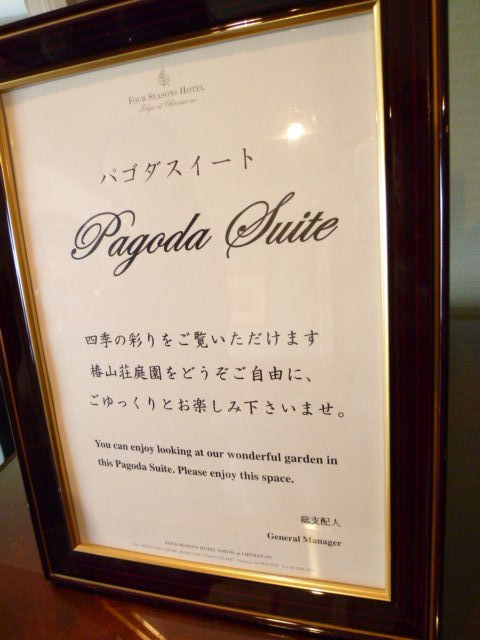 FOUR SEASONS HOTEL
Tokyo at Chinzan-so
パゴダスイート
Pagoda Suite
四季の彩りをご覧いただけます
椿山荘庭園をどうぞご自由に、
ごゆっくりとお楽しみ下さいませ。
You can enjoy looking at our wonderful garden in
this Pagoda Suite. Please enjoy this space.
総支配人
General Manager
FOUR SEASONS HOTEL TOKYO at CHINZAN-SO